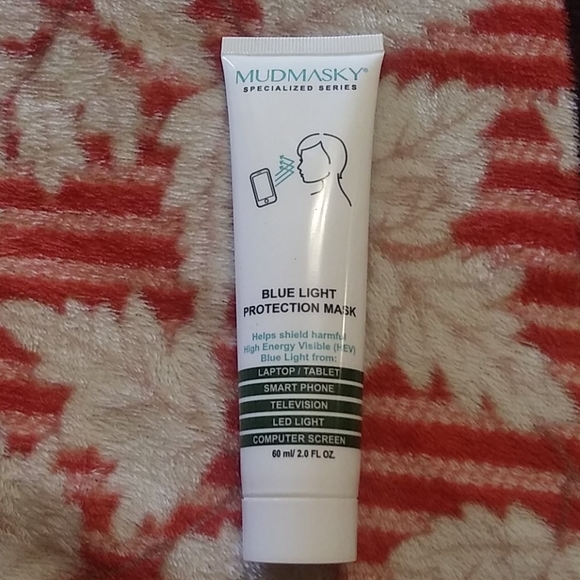 MUDMASKY®
SPECIALIZED SERIES
BLUE LIGHT
PROTECTION MASK
Helps shield harmful
High Energy Visible (HEV)
Blue Light from:
LAPTOP / TABLET
SMART PHONE
TELEVISION
LED LIGHT
COMPUTER SCREEN
60 ml/ 2.0 FL OZ.